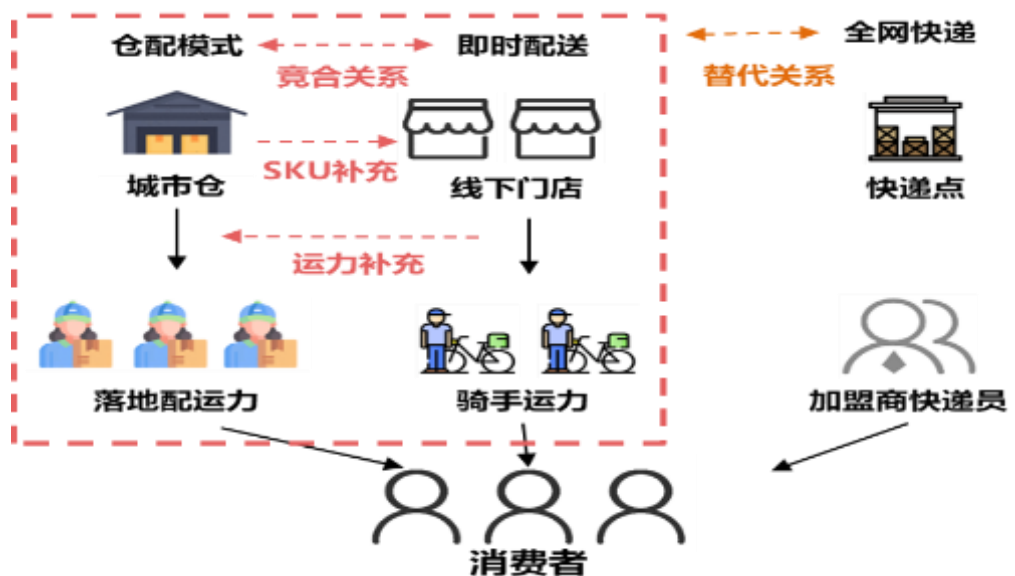 仓配模式
即时配送
全网快递
竞合关系
替代关系
SKU补充
城市仓
线下门店
快递点
运力补充
落地配运力
骑手运力
加盟商快递员
消费者